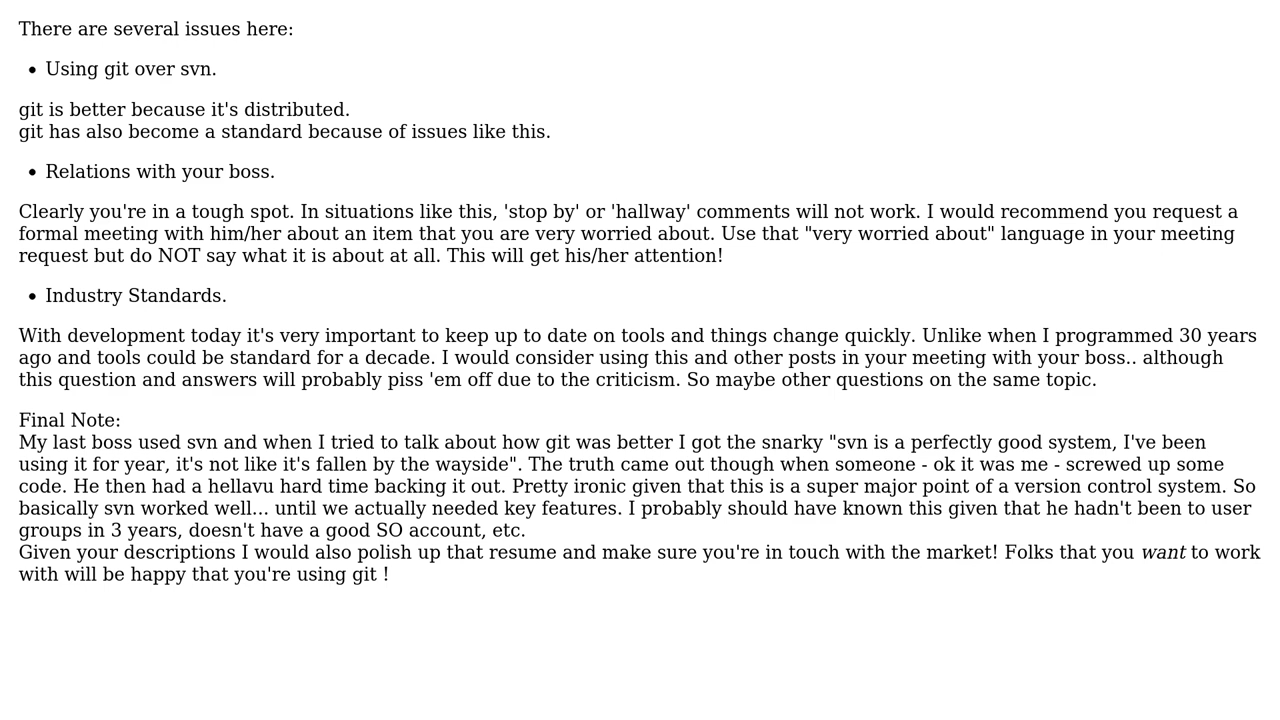 There are several issues here:
• Using git over svn.
git is better because it's distributed.
git has also become a standard because of issues like this.
• Relations with your boss.
Clearly you're in a tough spot. In situations like this, 'stop by' or 'hallway' comments will not work. I would recommend you request a
formal meeting with him/her about an item that you are very worried about. Use that "very worried about" language in your meeting
request but do NOT say what it is about at all. This will get his/her attention!
• Industry Standards.
With development today it's very important to keep up to date on tools and things change quickly. Unlike when I programmed 30 years
ago and tools could be standard for a decade. I would consider using this and other posts in your meeting with your boss.. although
this question and answers will probably piss 'em off due to the criticism. So maybe other questions on the same topic.
Final Note:
My last boss used svn and when I tried to talk about how git was better I got the snarky "svn is a perfectly good system, I've been
using it for year, it's not like it's fallen by the wayside". The truth came out though when someone - ok it was me - screwed up some
code. He then had a hellavu hard time backing it out. Pretty ironic given that this is a super major point of a version control system. So
basically svn worked well... until we actually needed key features. I probably should have known this given that he hadn't been to user
groups in 3 years, doesn't have a good SO account, etc.
Given your descriptions I would also polish up that resume and make sure you're in touch with the market! Folks that you want to work
with will be happy that you're using git !